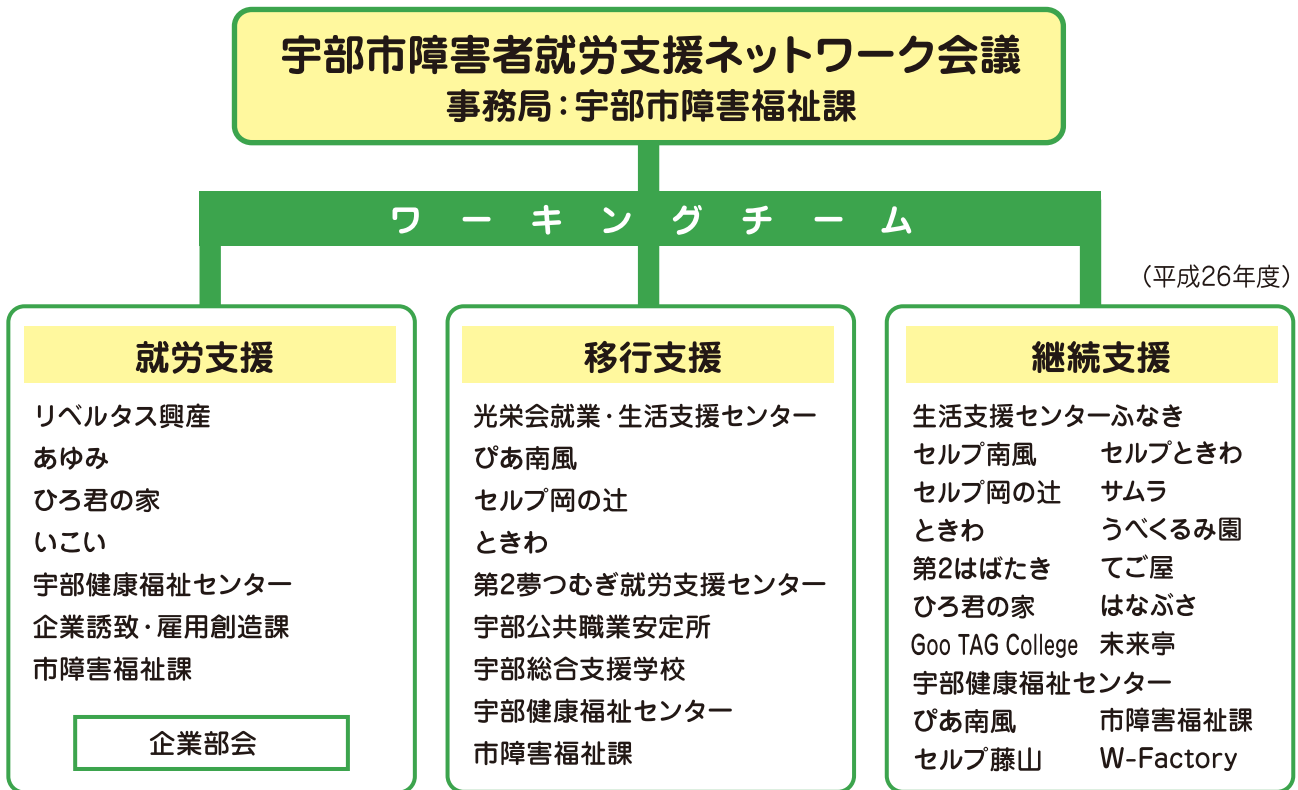 宇部市障害者就労支援ネットワーク会議
事務局：宇部市障害福祉課
ワーキングチーム
（平成26年度）
就労支援
リベルタス興産
あゆみ
ひろ君の家
いこい
宇部健康福祉センター
企業誘致・雇用創造課
市障害福祉課
企業部会
移行支援
光栄会就業・生活支援センター
ぴあ南風
セルプ岡の辻
ときわ
第2夢つむぎ就労支援センター
宇部公共職業安定所
宇部総合支援学校
宇部健康福祉センター
市障害福祉課
継続支援
生活支援センターふなき
セルプ南風 セルプときわ
セルプ岡の辻 サムラ
ときわ うべくるみ園
第2はばたき てご屋
ひろ君の家 はなぶさ
Goo TAG College 未来亭
宇部健康福祉センター
ぴあ南風 市障害福祉課
セルプ藤山 W-Factory